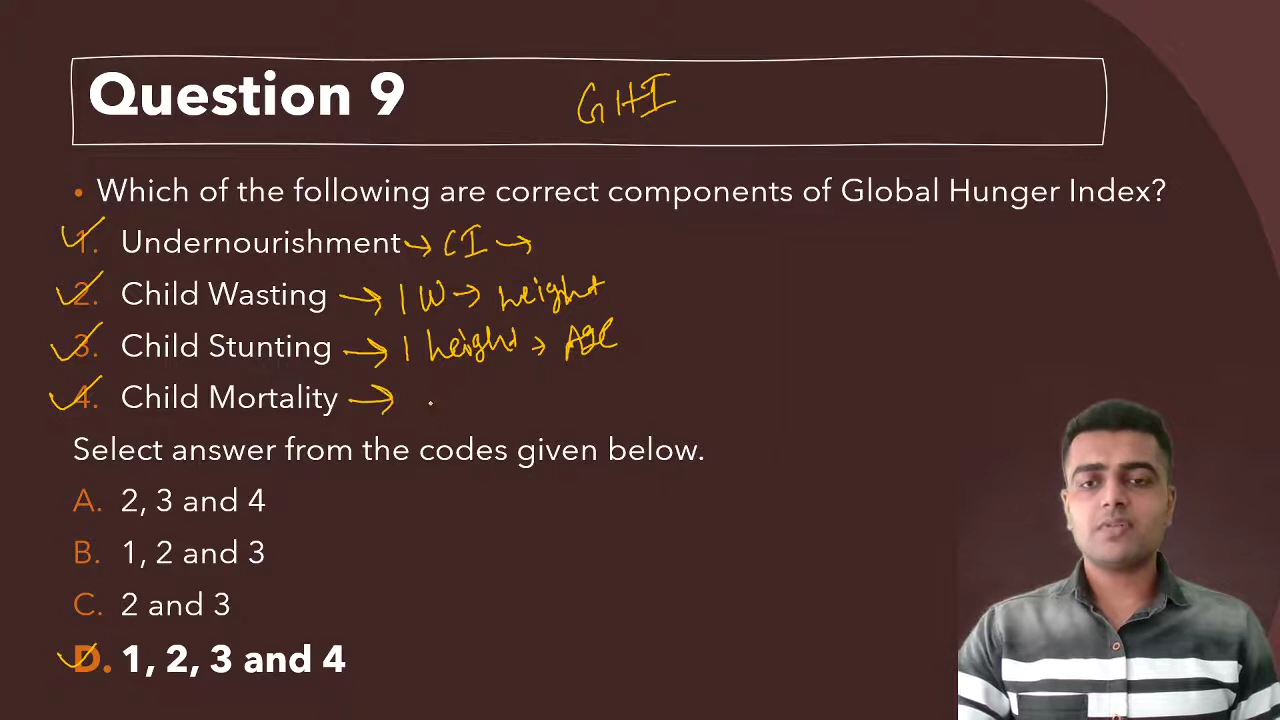 Question 9 GHI
• Which of the following are correct components of Global Hunger Index?
1. Undernourishment → CI →
2. Child Wasting → ↓ W → height
3. Child Stunting → ↓ height → Age
4. Child Mortality →
Select answer from the codes given below.
A. 2, 3 and 4
B. 1, 2 and 3
C. 2 and 3
D. 1, 2, 3 and 4